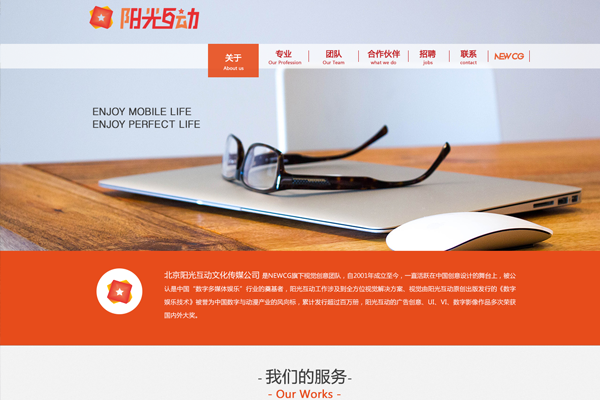 阳光互动
关于 专业 团队 合作伙伴 招聘 联系 NEWCG
About us Our Profession Our Team what we do jobs contact
ENJOY MOBILE LIFE
ENJOY PERFECT LIFE
北京阳光互动文化传媒公司 是NEWCG旗下视觉创意团队，自2001年成立至今，一直活跃在中国创意设计的舞台上，被公
认是中国“数字多媒体娱乐”行业的奠基者，阳光互动工作涉及到全方位视觉解决方案、视觉由阳光互动原创出版发行的《数字
娱乐技术》被誉为中国数字与动漫产业的风向标，累计发行超过百万册，阳光互动的广告创意、UI、VI、数字影像作品多次荣获
国内外大奖。
- 我们的服务-
- Our Works -